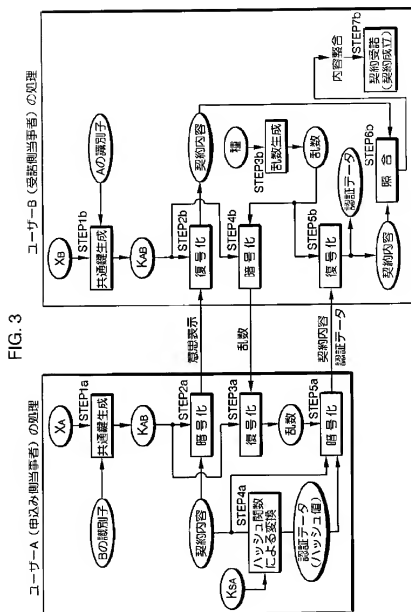 FIG. 3
ユーザーA（申込み側当事者）の処理
XA
STEP1a
Bの識別子
共通鍵生成
KAB
STEP2a
契約内容
暗号化
意思表示
STEP3a
復号化
乱数
乱数
KSA
STEP4a
ハッシュ関数
による変換
認証データ
(ハッシュ値)
STEP5a
暗号化
契約内容
認証データ
ユーザーB（受諾側当事者）の処理
XB
STEP1b
Aの識別子
共通鍵生成
KAB
STEP2b
復号化
契約内容
種
STEP3b
乱数生成
乱数
STEP4b
暗号化
STEP5b
復号化
認証データ
契約内容
STEP6b
照合
内容整合
STEP7b
契約受諾
(契約成立)